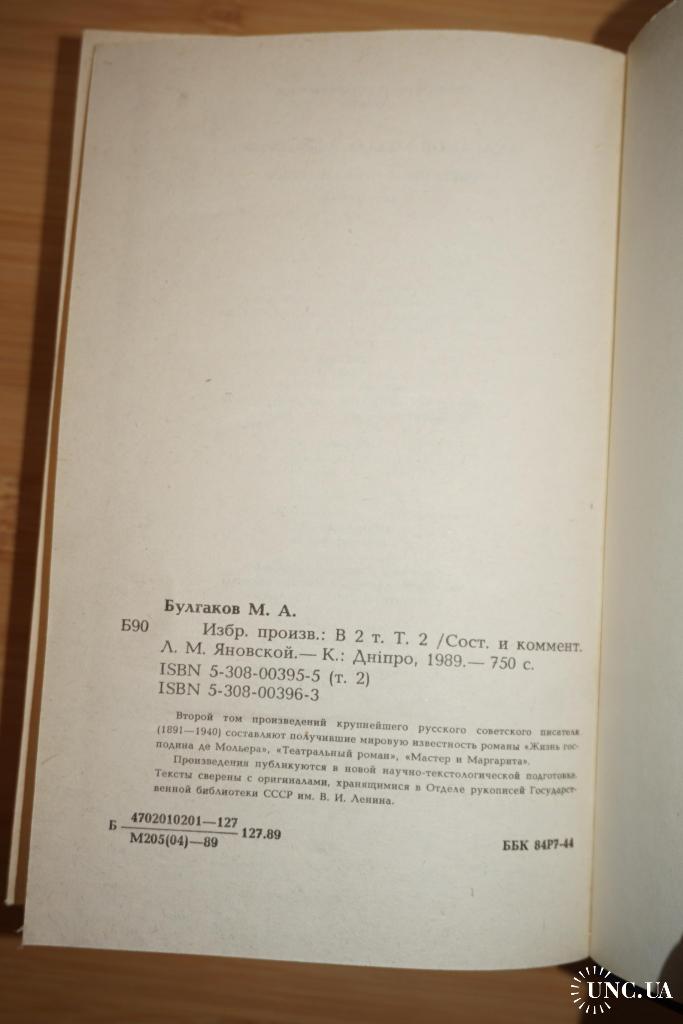 Булгаков М. А.
Б90
Избр. произв.: В 2 т. Т. 2 /Сост. и коммент.
Л. М. Яновской.— К.: Дніпро, 1989.— 750 с.
ISBN 5-308-00395-5 (т. 2)
ISBN 5-308-00396-3
Второй том произведений крупнейшего русского советского писателя
(1891—1940) составляют получившие мировую известность романы «Жизнь гос-
подина де Мольера», «Театральный роман», «Мастер и Маргарита».
Произведения публикуются в новой научно-текстологической подготовке.
Тексты сверены с оригиналами, хранящимися в Отделе рукописей Государст-
венной библиотеки СССР им. В. И. Ленина.
Б 4702010201—127
М205(04)—89 127.89
ББК 84Р7-44
UNC.UA